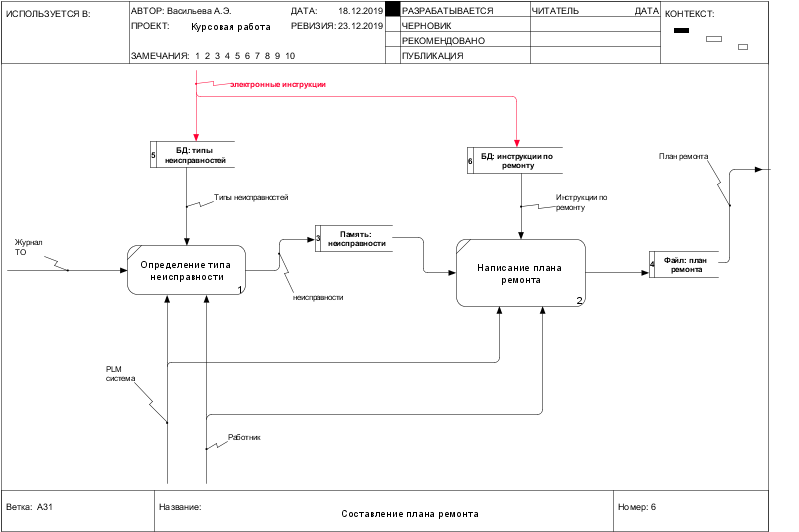 ИСПОЛЬЗУЕТСЯ В:
АВТОР: Васильева А.Э.
ДАТА: 18.12.2019
РАЗРАБАТЫВАЕТСЯ
ЧИТАТЕЛЬ
ДАТА
КОНТЕКСТ:
ПРОЕКТ: Курсовая работа
РЕВИЗИЯ: 23.12.2019
ЧЕРНОВИК
РЕКОМЕНДОВАНО
ЗАМЕЧАНИЯ: 1 2 3 4 5 6 7 8 9 10
ПУБЛИКАЦИЯ
электронные инструкции
5
БД: типы
неисправностей
6
БД: инструкции по
ремонту
План ремонта
Типы неисправностей
Инструкции по
ремонту
Журнал
ТО
3
Память:
неисправности
Определение типа
неисправности
1
Написание плана
ремонта
2
4
Файл: план
ремонта
неисправности
PLM
система
Работник
Ветка: A31
Название:
Составление плана ремонта
Номер: 6